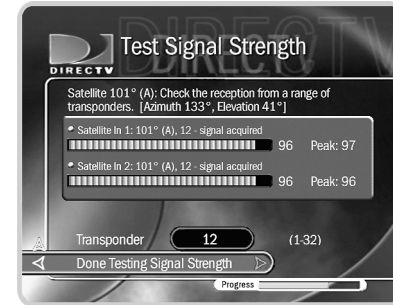 DIRECTV
DIRECTV
Test Signal Strength
Satellite 101° (A): Check the reception from a range of
transponders. [Azimuth 133°, Elevation 41°]
Satellite In 1: 101° (A), 12 - signal acquired
96 Peak: 97
Satellite In 2: 101° (A), 12 - signal acquired
96 Peak: 96
Transponder 12 (1-32)
Done Testing Signal Strength
Progress